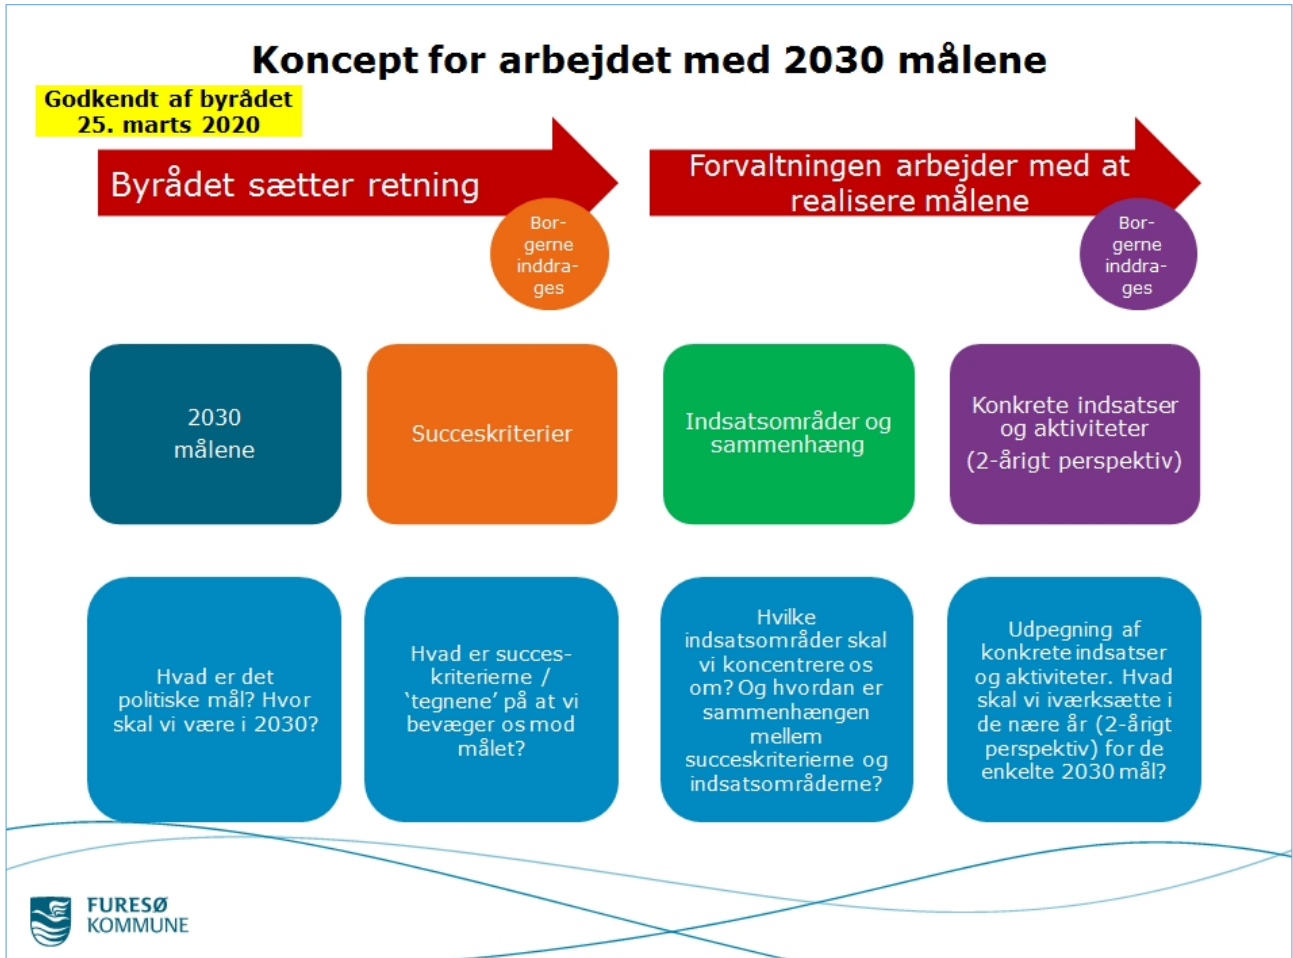 Koncept for arbejdet med 2030 målene
Godkendt af byrådet
25. marts 2020
Byrådet sætter retning
Bor-
gerne
inddra-
ges
Forvaltningen arbejder med at
realisere målene
Bor-
gerne
inddra-
ges
2030
målene
Succeskriterier
Indsatsområder og
sammenhæng
Konkrete indsatser
og aktiviteter
(2-årigt perspektiv)
Hvad er det
politiske mål? Hvor
skal vi være i 2030?
Hvad er succes-
kriterierne /
‘tegnene’ på at vi
bevæger os mod
målet?
Hvilke
indsatsområder skal
vi koncentrere os
om? Og hvordan er
sammenhængen
mellem
succeskriterierne og
indsatsområderne?
Udpegning af
konkrete indsatser
og aktiviteter. Hvad
skal vi iværksætte i
de nære år (2-årigt
perspektiv) for de
enkelte 2030 mål?
FURESØ
KOMMUNE